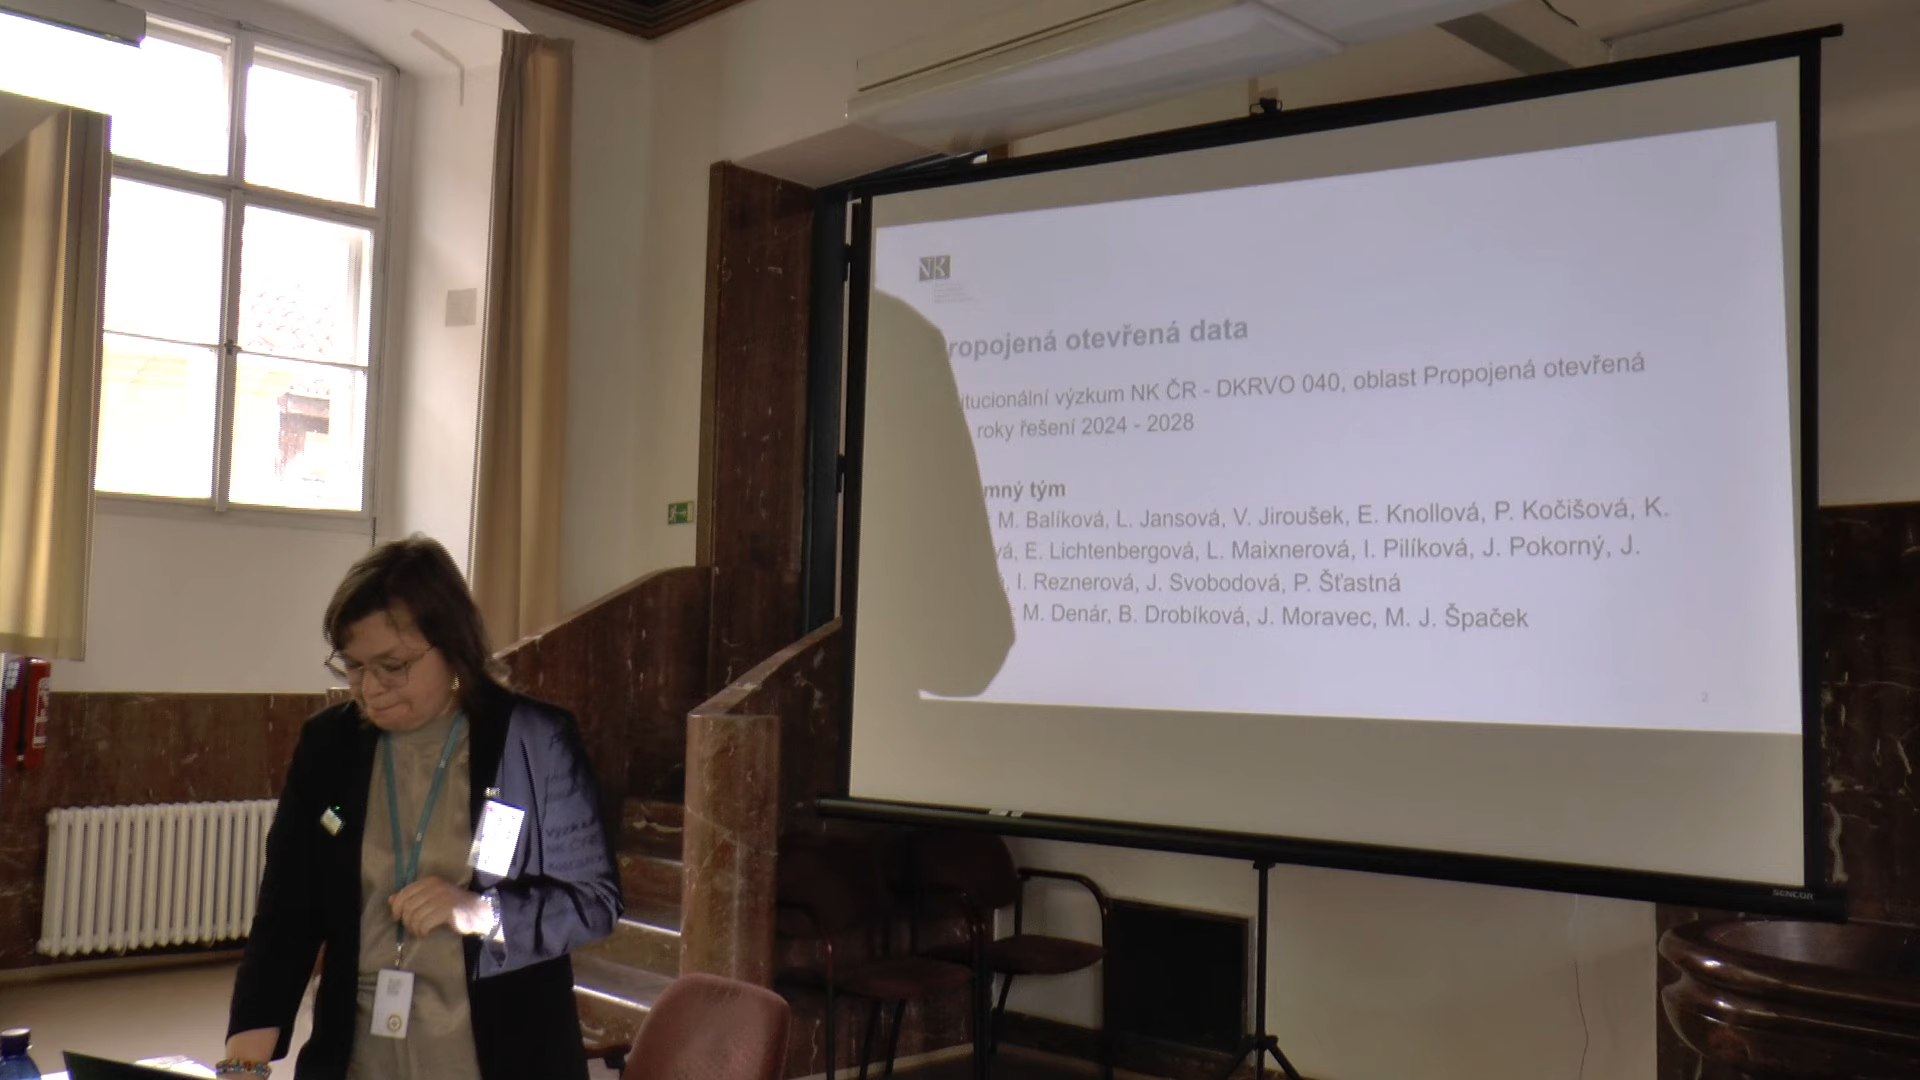 NK
ropojená otevřená data
itucionální výzkum NK ČR - DKRVO 040, oblast Propojená otevřená
roky řešení 2024 - 2028
mný tým
M. Balíková, L. Jansová, V. Jiroušek, E. Knollová, P. Kočišová, K.
vá, E. Lichtenbergová, L. Maixnerová, I. Pilíková, J. Pokorný, J.
, I. Reznerová, J. Svobodová, P. Šťastná
M. Denár, B. Drobíková, J. Moravec, M. J. Špaček
2
SENCOR